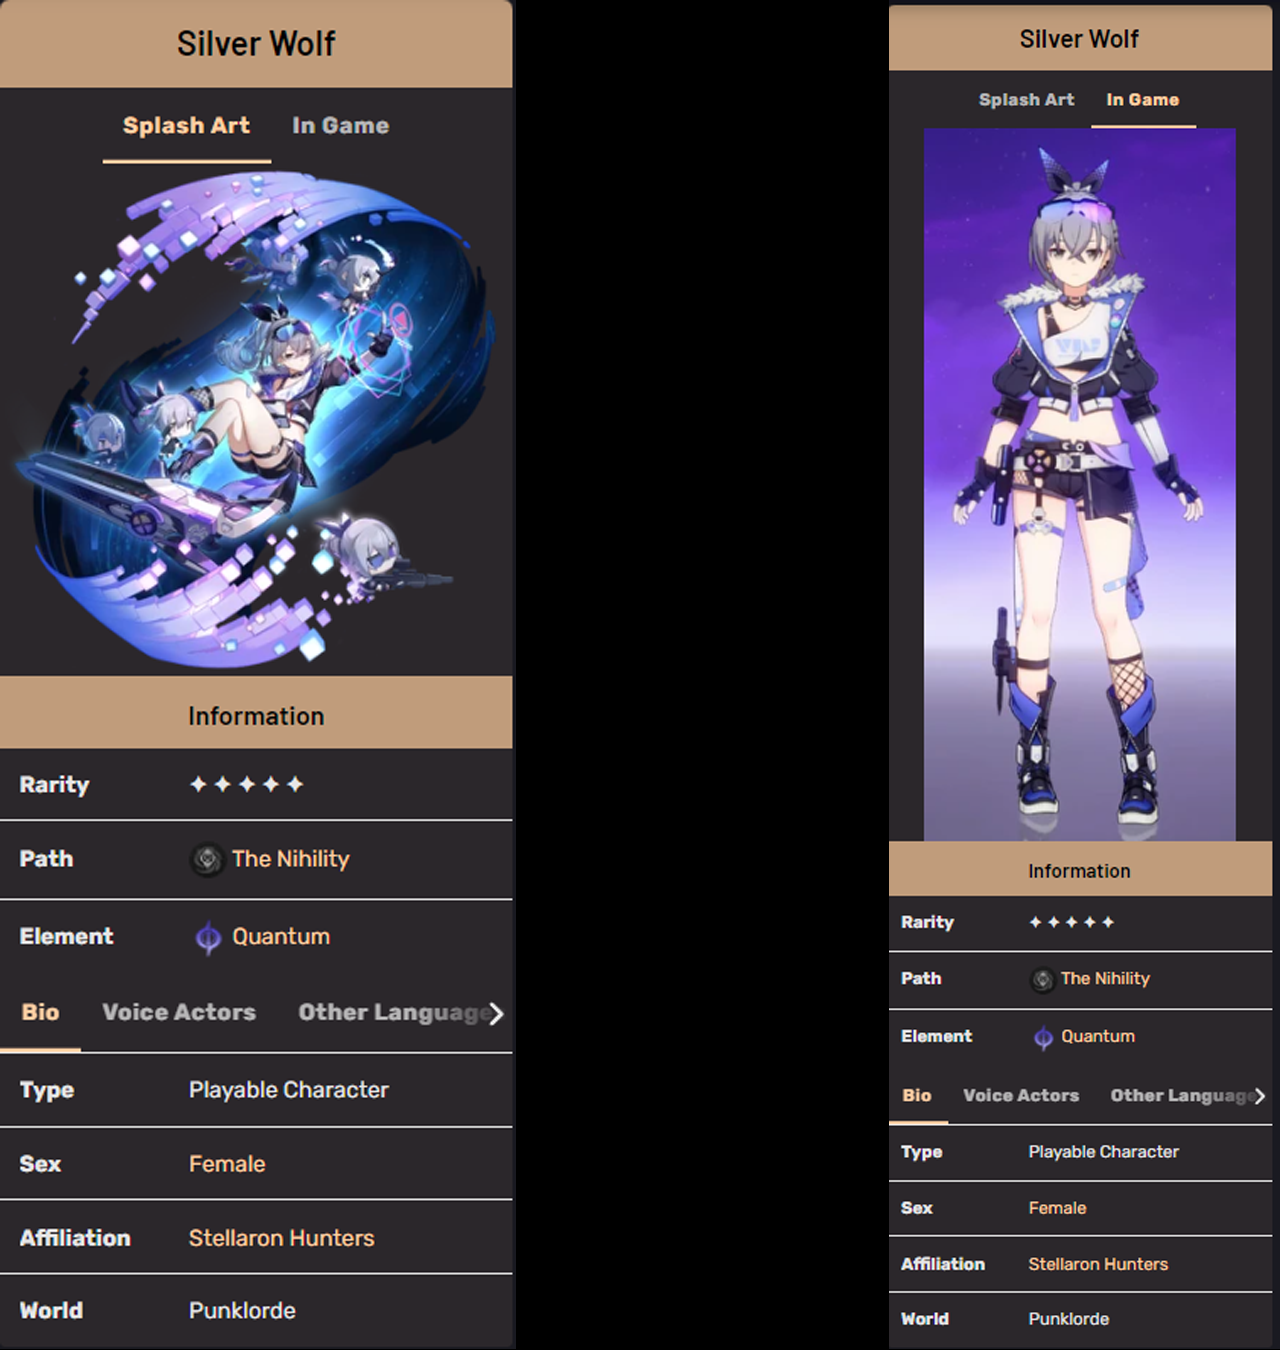 Silver Wolf
Splash Art In Game
Information
Rarity ✦✦✦✦✦
Path The Nihility
Element Quantum
Bio Voice Actors Other Language
Type Playable Character
Sex Female
Affiliation Stellaron Hunters
World Punklorde
Silver Wolf
Splash Art In Game
Information
Rarity ✦✦✦✦✦
Path The Nihility
Element Quantum
Bio Voice Actors Other Language
Type Playable Character
Sex Female
Affiliation Stellaron Hunters
World Punklorde